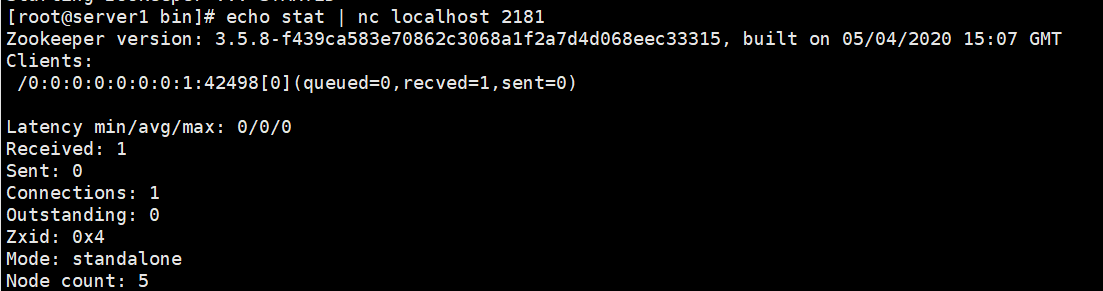 Starting zookeeper ... STARTED
[root@server1 bin]# echo stat | nc localhost 2181
Zookeeper version: 3.5.8-f439ca583e70862c3068a1f2a7d4d068eec33315, built on 05/04/2020 15:07 GMT
Clients:
 /0:0:0:0:0:0:0:1:42498[0](queued=0,recved=1,sent=0)

Latency min/avg/max: 0/0/0
Received: 1
Sent: 0
Connections: 1
Outstanding: 0
Zxid: 0x4
Mode: standalone
Node count: 5